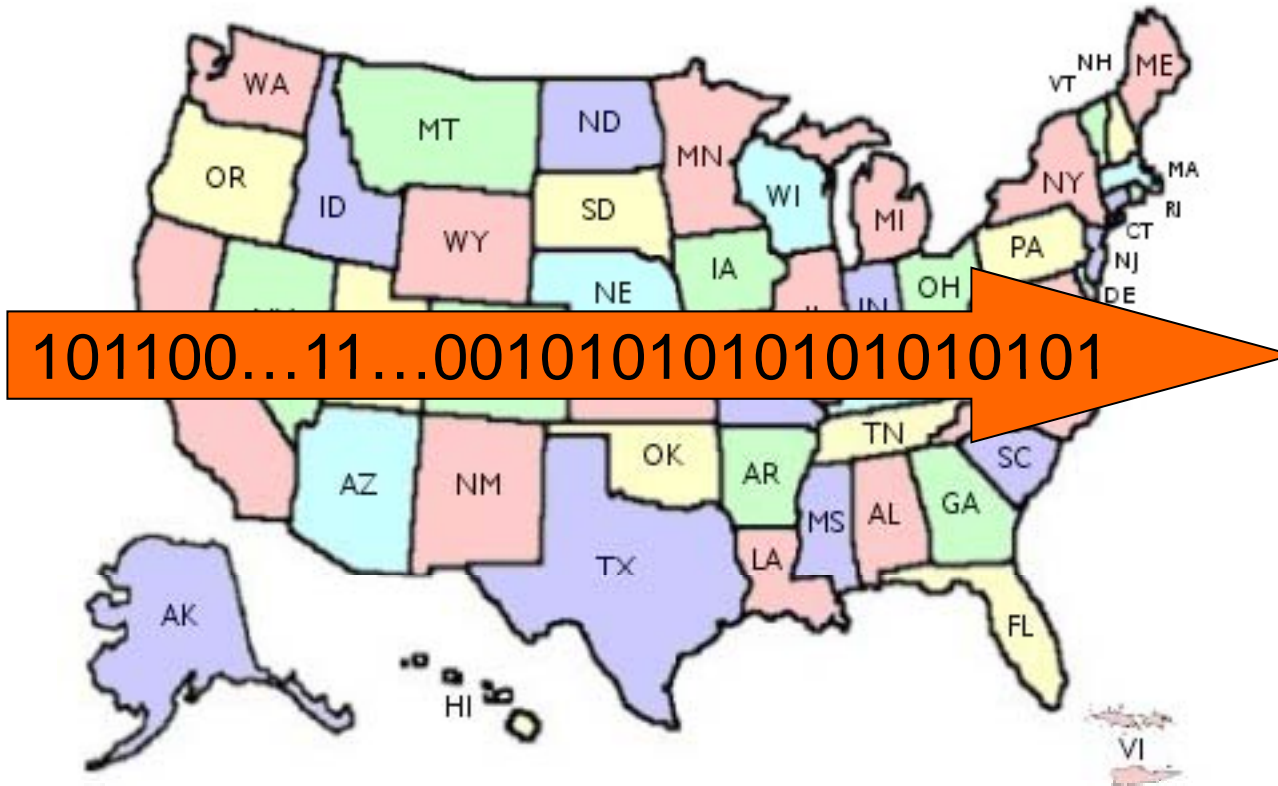 ME
NH
VT
WA
MT
ND
MN
OR
ID
WY
SD
WI
MI
NY
MA
RI
CT
PA
NJ
IA
NE
OH
IN
DE
101100...11...0010101010101010101
TN
OK
AR
SC
AZ
NM
MS
AL
GA
TX
LA
AK
FL
HI
VI